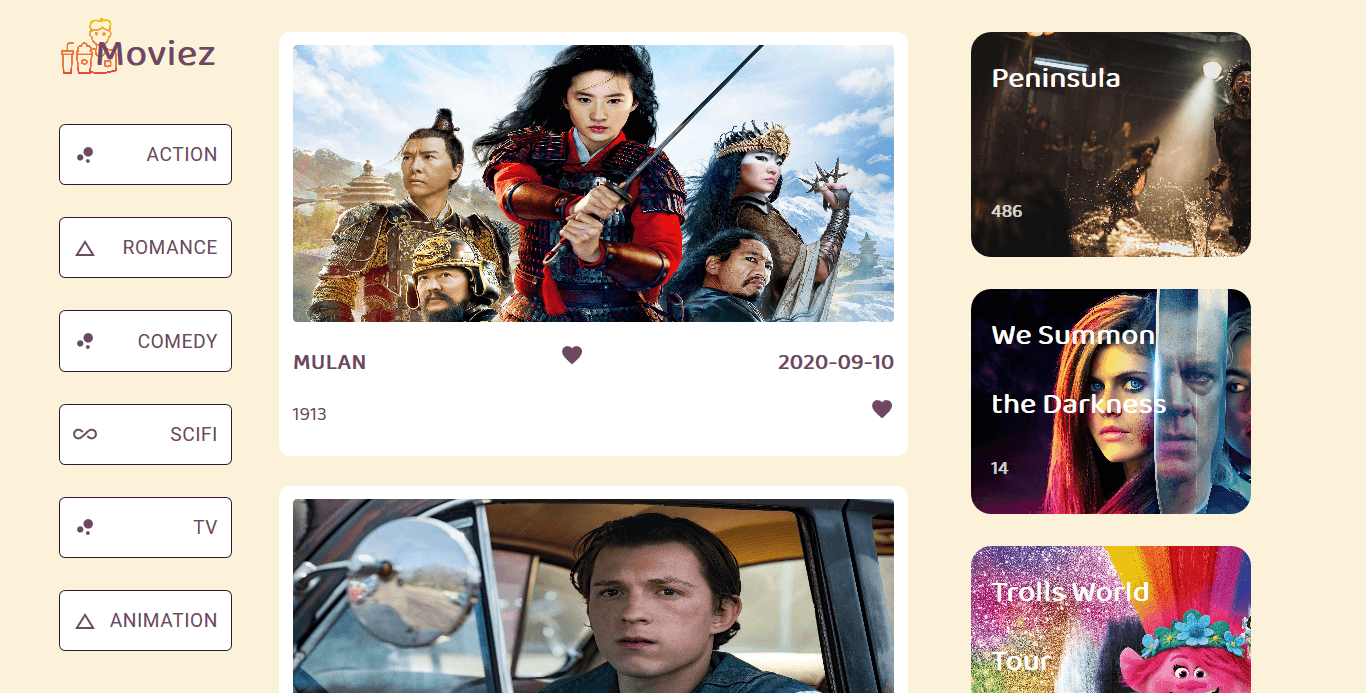 Moviez
ACTION
ROMANCE
COMEDY
SCIFI
TV
ANIMATION
MULAN
2020-09-10
1913
Peninsula
486
We Summon
the Darkness
14
Trolls World
Tour